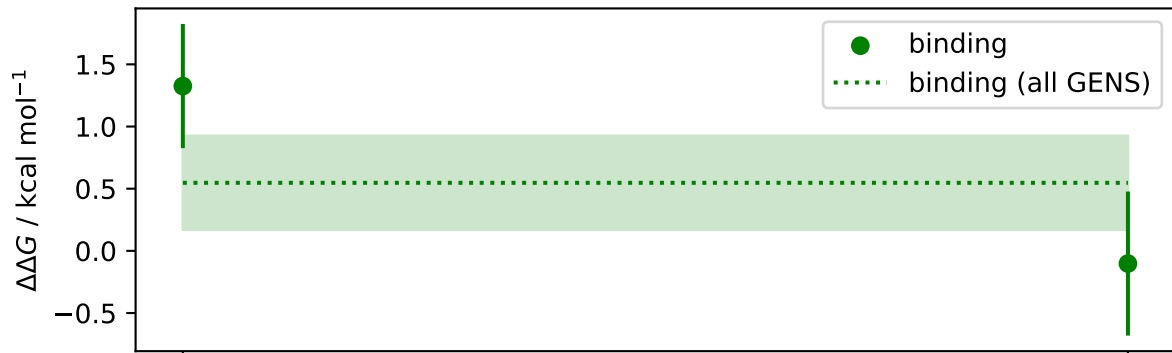 binding
binding (all GENS)
ΔΔG / kcal mol⁻¹
1.5
1.0
0.5
0.0
−0.5